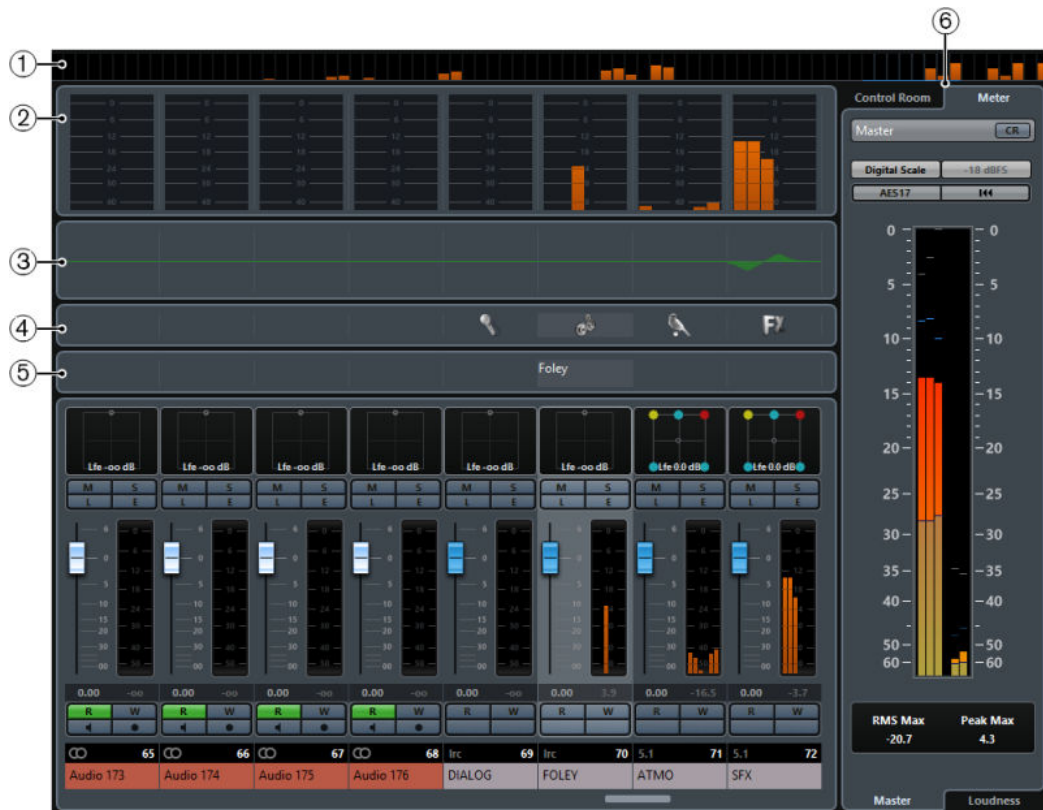 6
1
Control Room Meter
2
Master CR
Digital Scale -18 dBFS
AES17
0 0
5 5
10 10
15 15
20 20
25 25
30 30
35 35
40 40
50 50
60 60
3
4
FX
5
Foley
Lfe -oo dB Lfe -oo dB Lfe -oo dB Lfe -oo dB Lfe -oo dB Lfe -oo dB Lfe 0.0 dB Lfe 0.0 dB
M S M S M S M S M S M S M S M S
L E L E L E L E L E L E L E L E
0.00 -oo 0.00 -oo 0.00 -oo 0.00 -oo 0.00 -oo 0.00 3.9 0.00 -16.5 0.00 -3.7
R W R W R W R W R W R W R W R W
65 66 67 68 lrc 69 lrc 70 5.1 71 5.1 72
Audio 173 Audio 174 Audio 175 Audio 176 DIALOG FOLEY ATMO SFX
RMS Max Peak Max
-20.7 4.3
Master Loudness